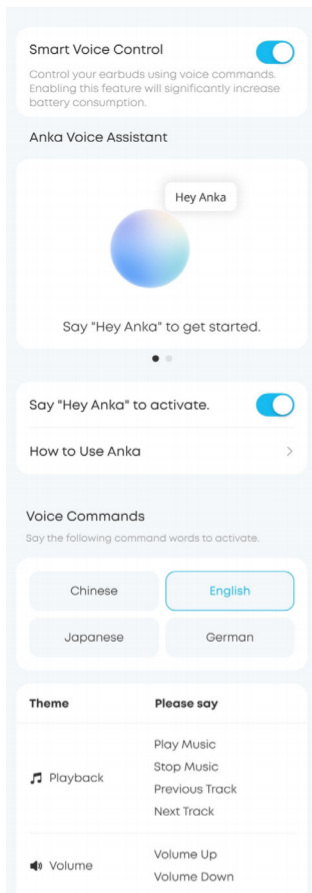 Smart Voice Control
Control your earbuds using voice commands.
Enabling this feature will significantly increase
battery consumption.
Anka Voice Assistant
Hey Anka
Say "Hey Anka" to get started.
Say "Hey Anka" to activate.
How to Use Anka
Voice Commands
Say the following command words to activate.
Chinese
English
Japanese
German
Theme
Please say
Playback
Play Music
Stop Music
Previous Track
Next Track
Volume
Volume Up
Volume Down